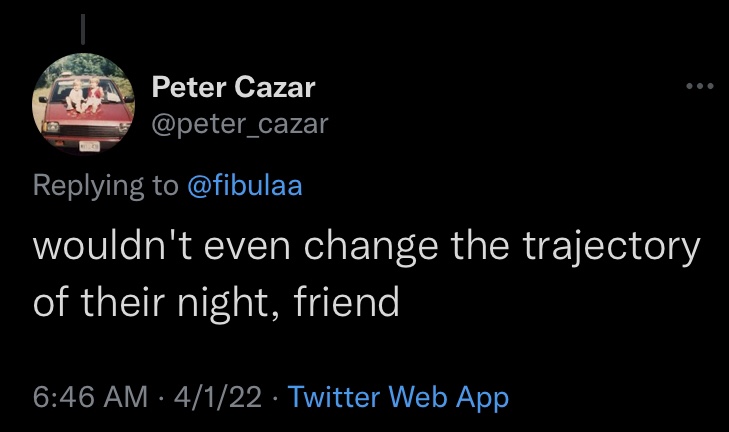 Peter Cazar
@peter_cazar
Replying to @fibulaa
wouldn't even change the trajectory
of their night, friend
6:46 AM · 4/1/22 · Twitter Web App